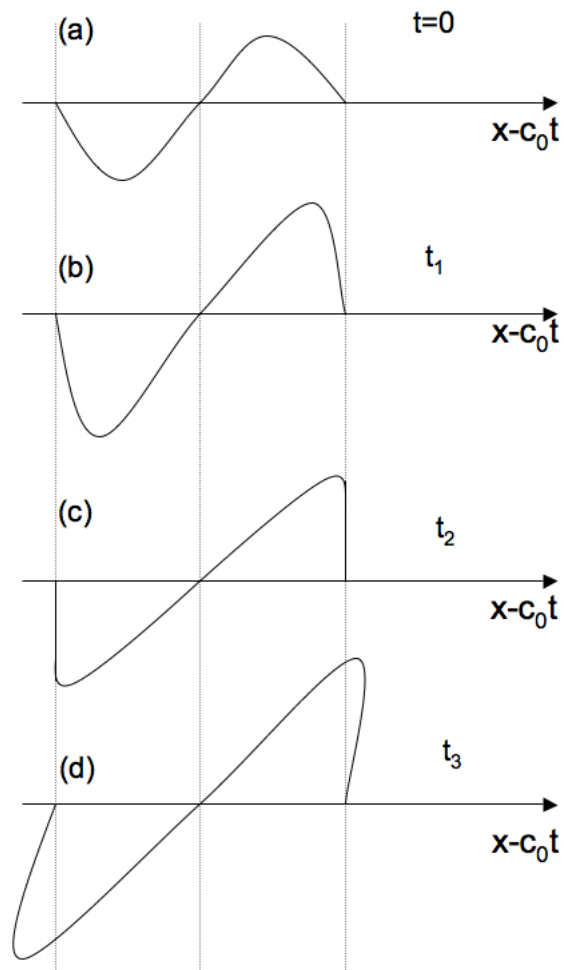 (a) t=0
x-c₀t
(b) t₁
x-c₀t
(c) t₂
x-c₀t
(d) t₃
x-c₀t